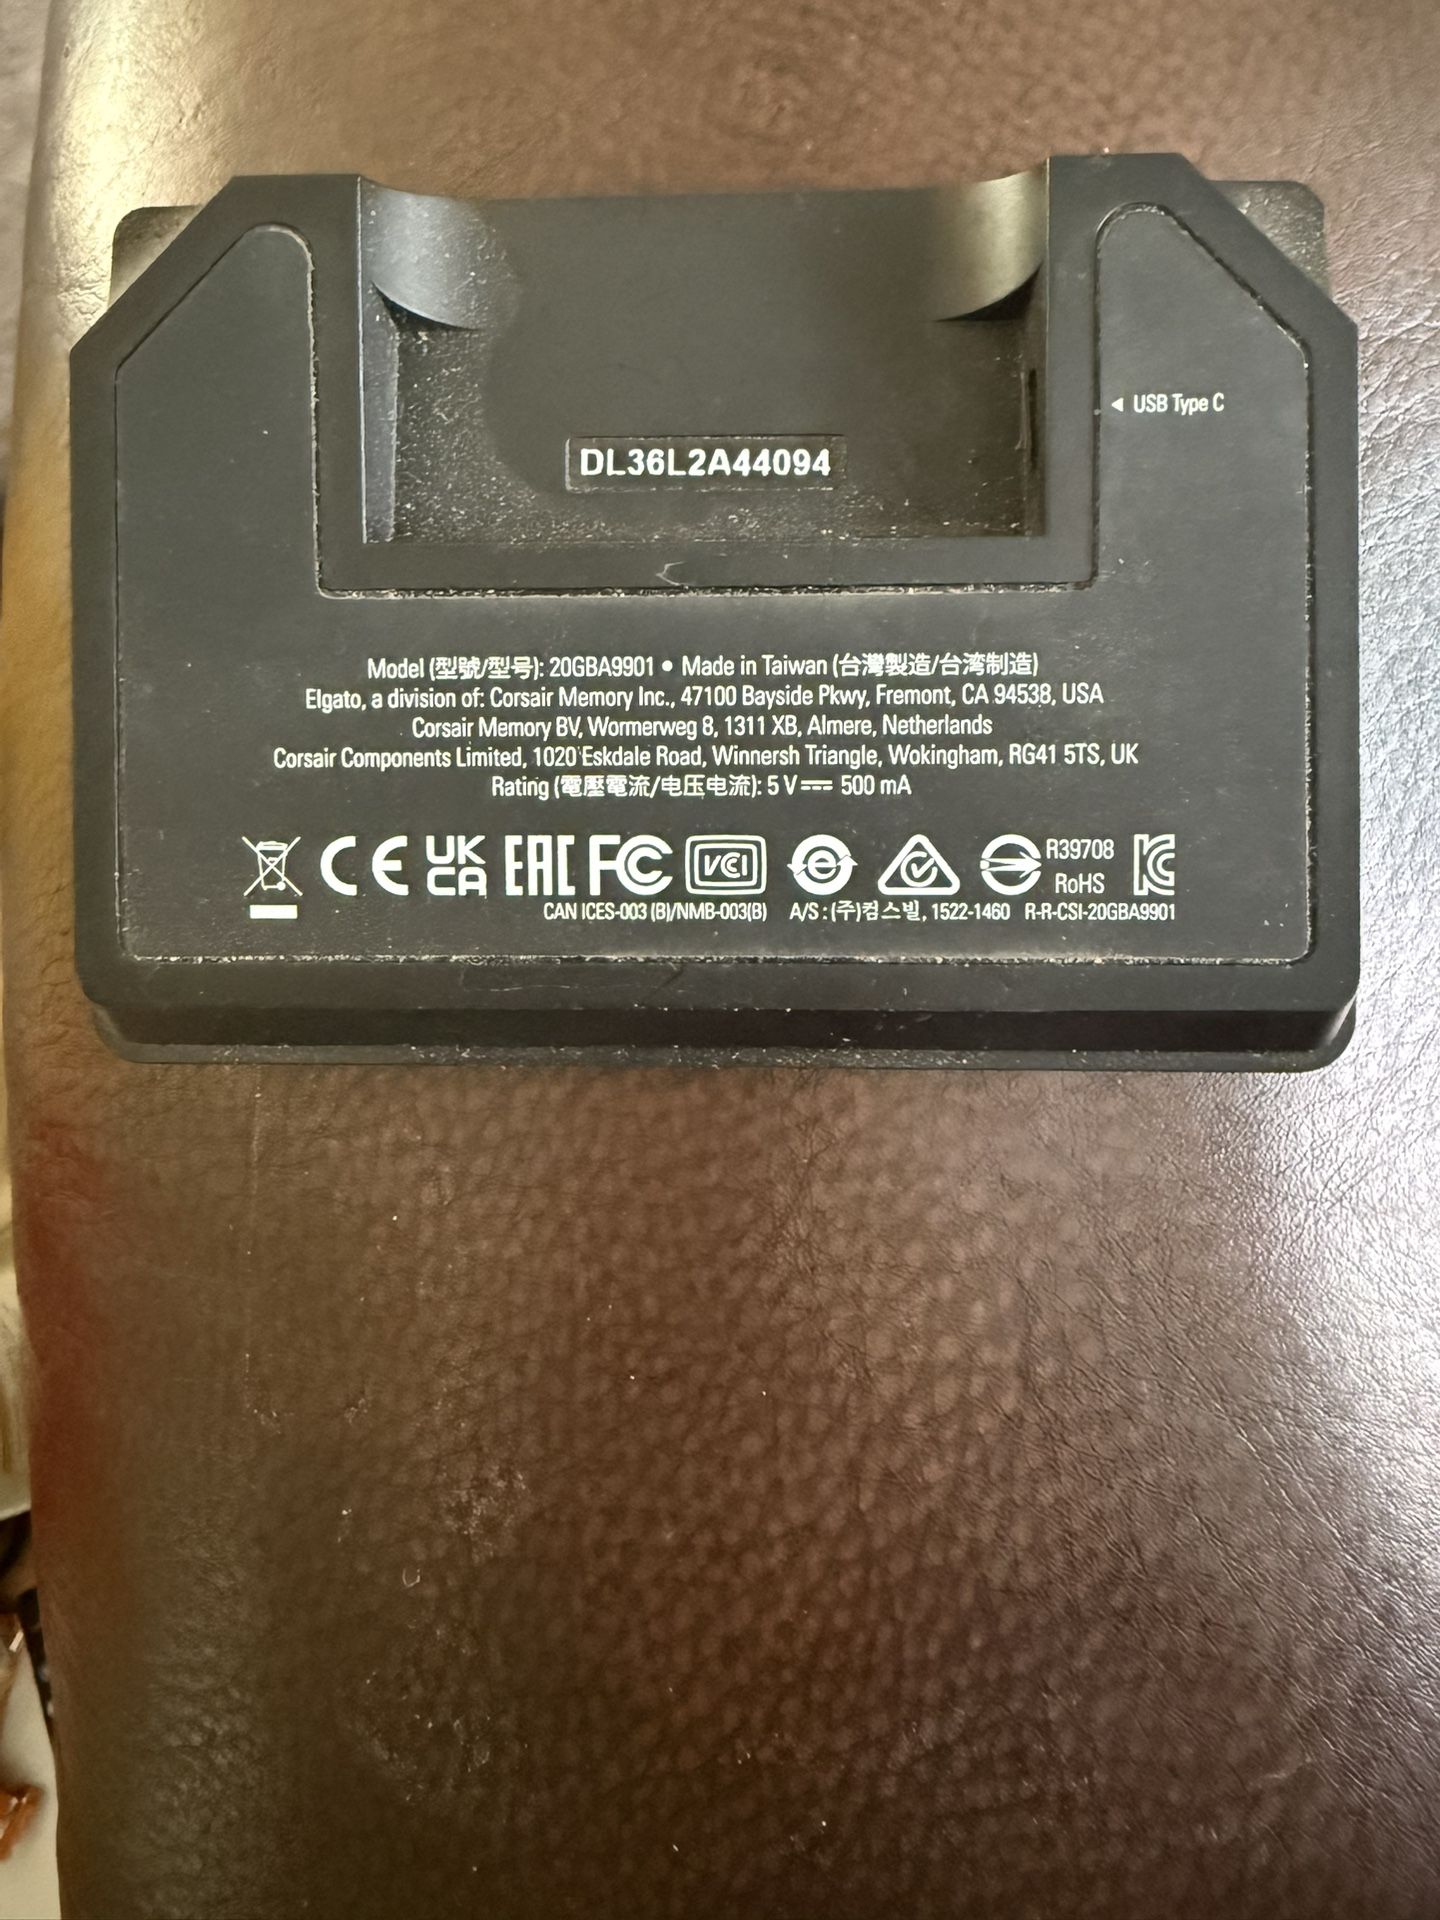 ◄ USB Type C
DL36L2A44094
Model (型號/型号): 20GBA9901 • Made in Taiwan (台灣製造/台湾制造)
Elgato, a division of: Corsair Memory Inc., 47100 Bayside Pkwy, Fremont, CA 94538, USA
Corsair Memory BV, Wormerweg 8, 1311 XB, Almere, Netherlands
Corsair Components Limited, 1020 Eskdale Road, Winnersh Triangle, Wokingham, RG41 5TS, UK
Rating (電壓電流/电压电流): 5 V⎓ 500 mA
CE UK CA EAC FC VCI e R39708 RoHS KC
CAN ICES-003 (B)/NMB-003(B) A/S : (주)컴스빌, 1522-1460 R-R-CSI-20GBA9901